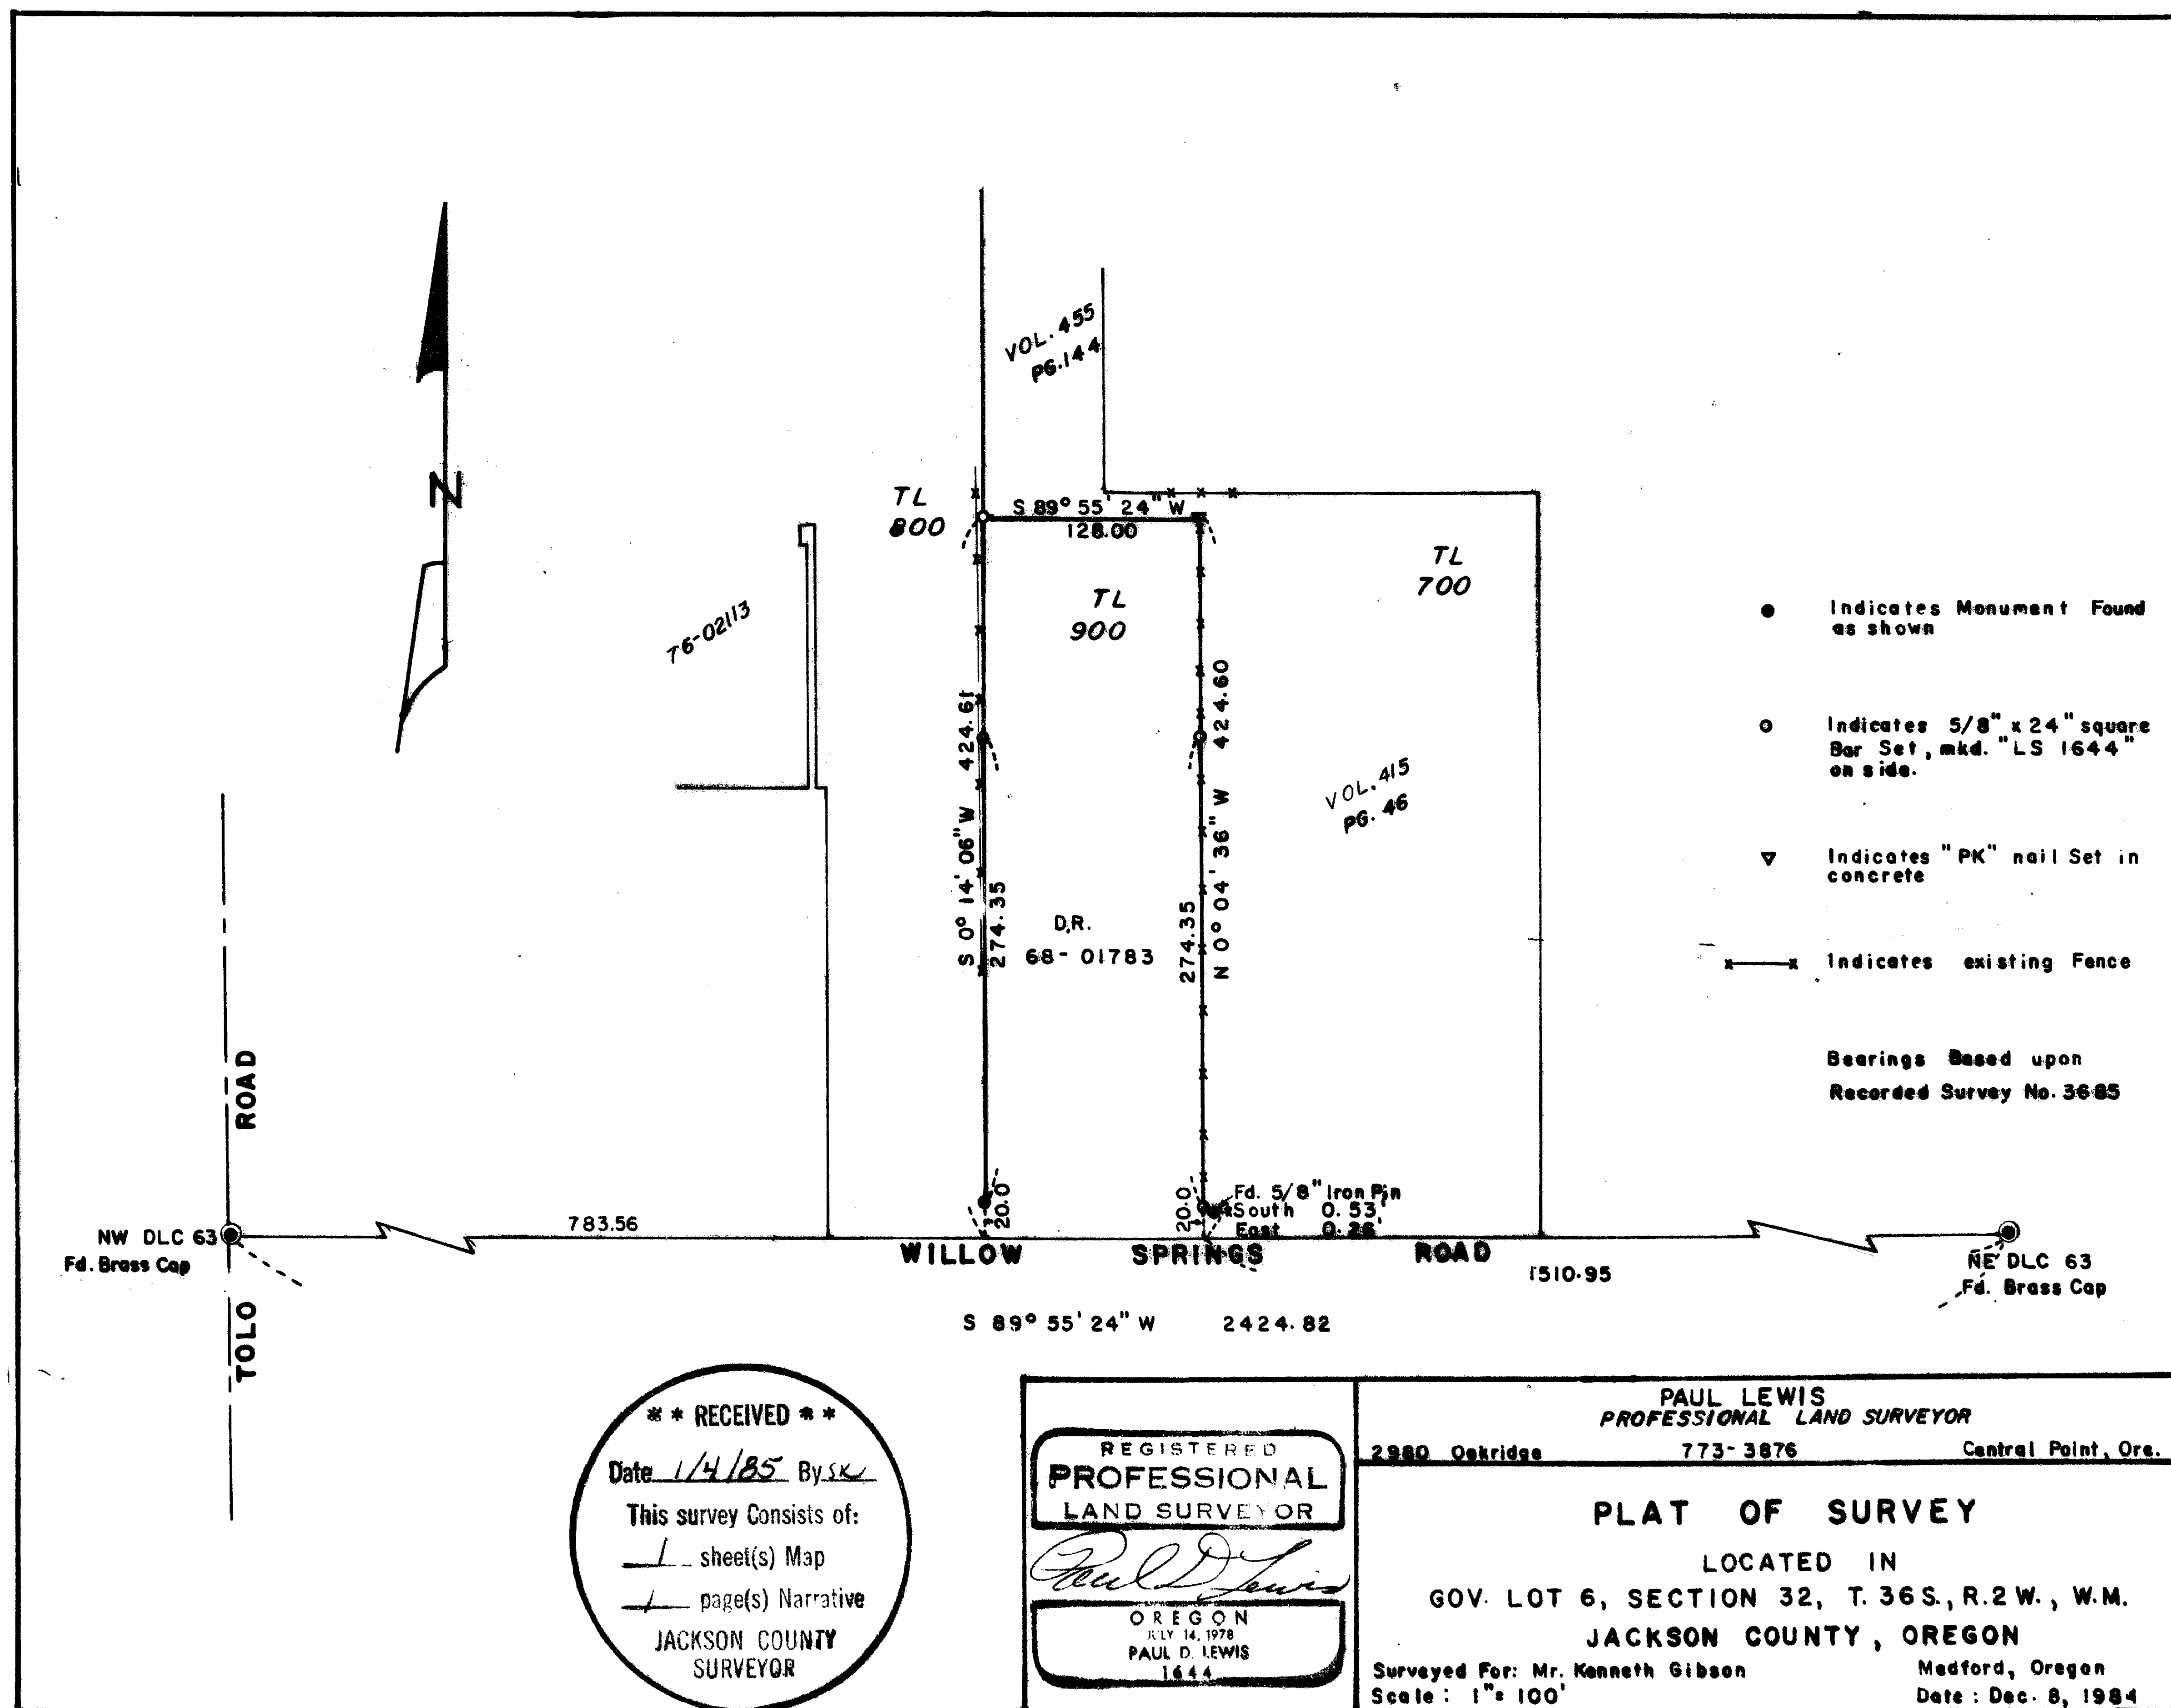 VOL. 455
PG. 144
N
TL
800
S 89° 55' 24" W
128.00
TL
900
TL
700
76-02113
S 0° 14' 06" W 424.61
274.35
N 0° 04' 36" W 424.60
274.35
VOL. 415
PG. 46
D.R.
68-01783
Indicates Monument Found
as shown
Indicates 5/8" x 24" square
Bar Set, mkd. "LS 1644"
on side.
Indicates "PK" nail Set in
concrete
x x Indicates existing Fence
Bearings Based upon
Recorded Survey No. 3685
TOLO ROAD
NW DLC 63
Fd. Brass Cap
783.56
20.0
20.0
Fd. 5/8" Iron Pin
South 0.53'
East 0.26'
WILLOW SPRINGS ROAD
1510.95
NE DLC 63
Fd. Brass Cap
S 89° 55' 24" W 2424.82
* * RECEIVED * *
Date 1/4/85 By SK
This survey Consists of:
1 sheet(s) Map
1 page(s) Narrative
JACKSON COUNTY
SURVEYOR
REGISTERED
PROFESSIONAL
LAND SURVEYOR
Paul D Lewis
OREGON
JULY 14, 1978
PAUL D. LEWIS
1644
PAUL LEWIS
PROFESSIONAL LAND SURVEYOR
2980 Oakridge 773-3876 Central Point, Ore.
PLAT OF SURVEY
LOCATED IN
GOV. LOT 6, SECTION 32, T. 36 S., R. 2 W., W.M.
JACKSON COUNTY, OREGON
Surveyed For: Mr. Kenneth Gibson Medford, Oregon
Scale: 1" = 100' Date: Dec. 8, 1984